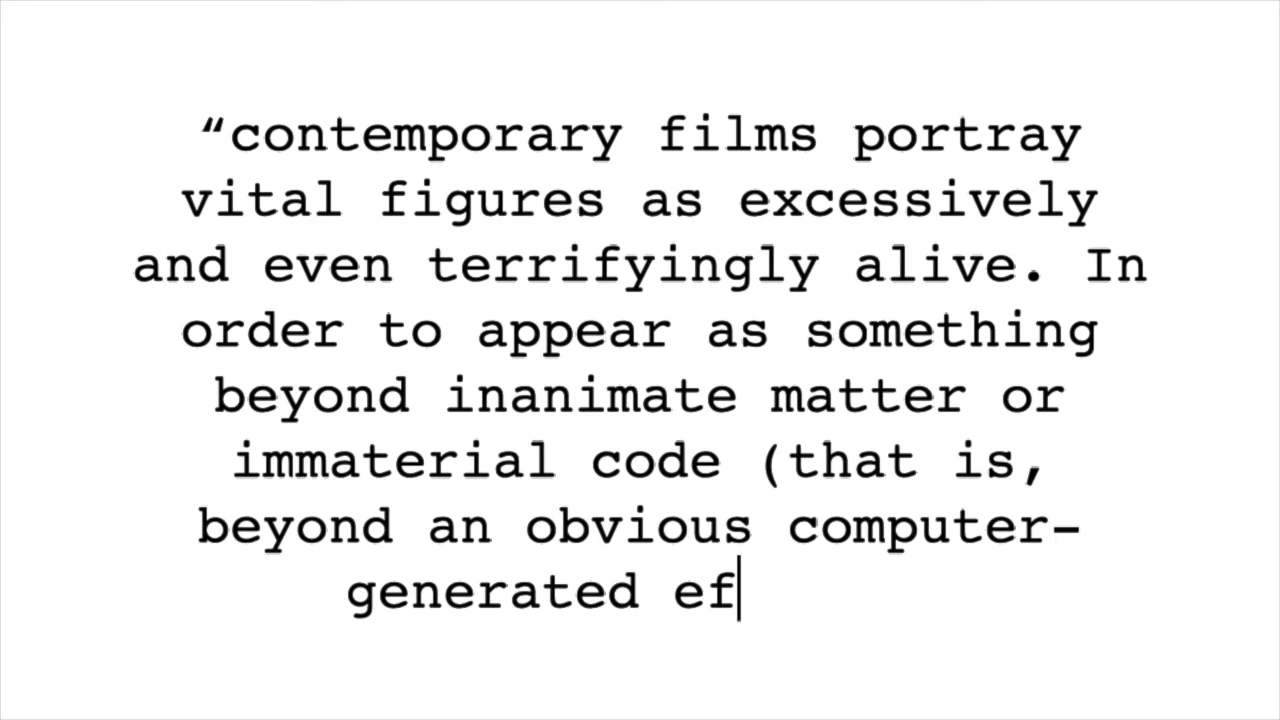 “contemporary films portray
vital figures as excessively
and even terrifyingly alive. In
order to appear as something
beyond inanimate matter or
immaterial code (that is,
beyond an obvious computer-
generated ef